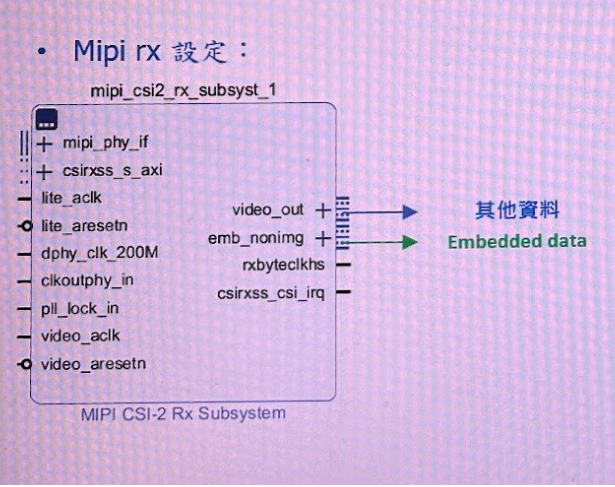 • Mipi rx 設定：
mipi_csi2_rx_subsyst_1
mipi_phy_if
csirxss_s_axi
lite_aclk
lite_aresetn
dphy_clk_200M
clkoutphy_in
pll_lock_in
video_aclk
video_aresetn
video_out
emb_nonimg
rxbyteclkhs
csirxss_csi_irq
其他資料
Embedded data
MIPI CSI-2 Rx Subsystem